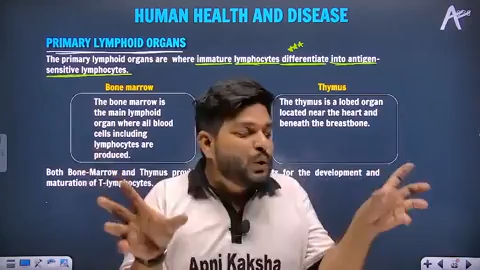 HUMAN HEALTH AND DISEASE
PRIMARY LYMPHOID ORGANS
The primary lymphoid organs are where immature lymphocytes differentiate into antigen-
sensitive lymphocytes.
Bone marrow
The bone marrow is
the main lymphoid
organ where all blood
cells including
lymphocytes are
produced.
Thymus
The thymus is a lobed organ
located near the heart and
beneath the breastbone.
Both Bone-Marrow and Thymus for the development and
maturation of T-lymphocytes.
Apni Kaksha